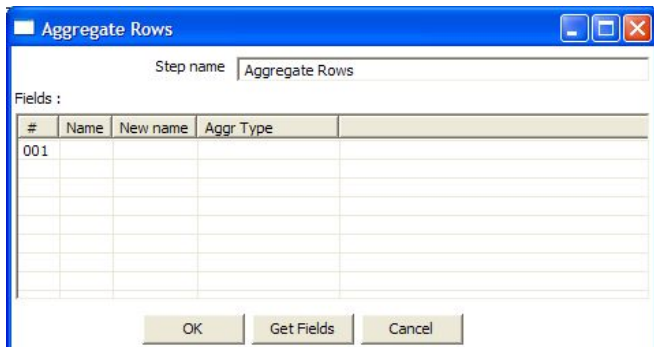 Aggregate Rows
Step name Aggregate Rows
Fields :
# Name New name Aggr Type
001
OK Get Fields Cancel